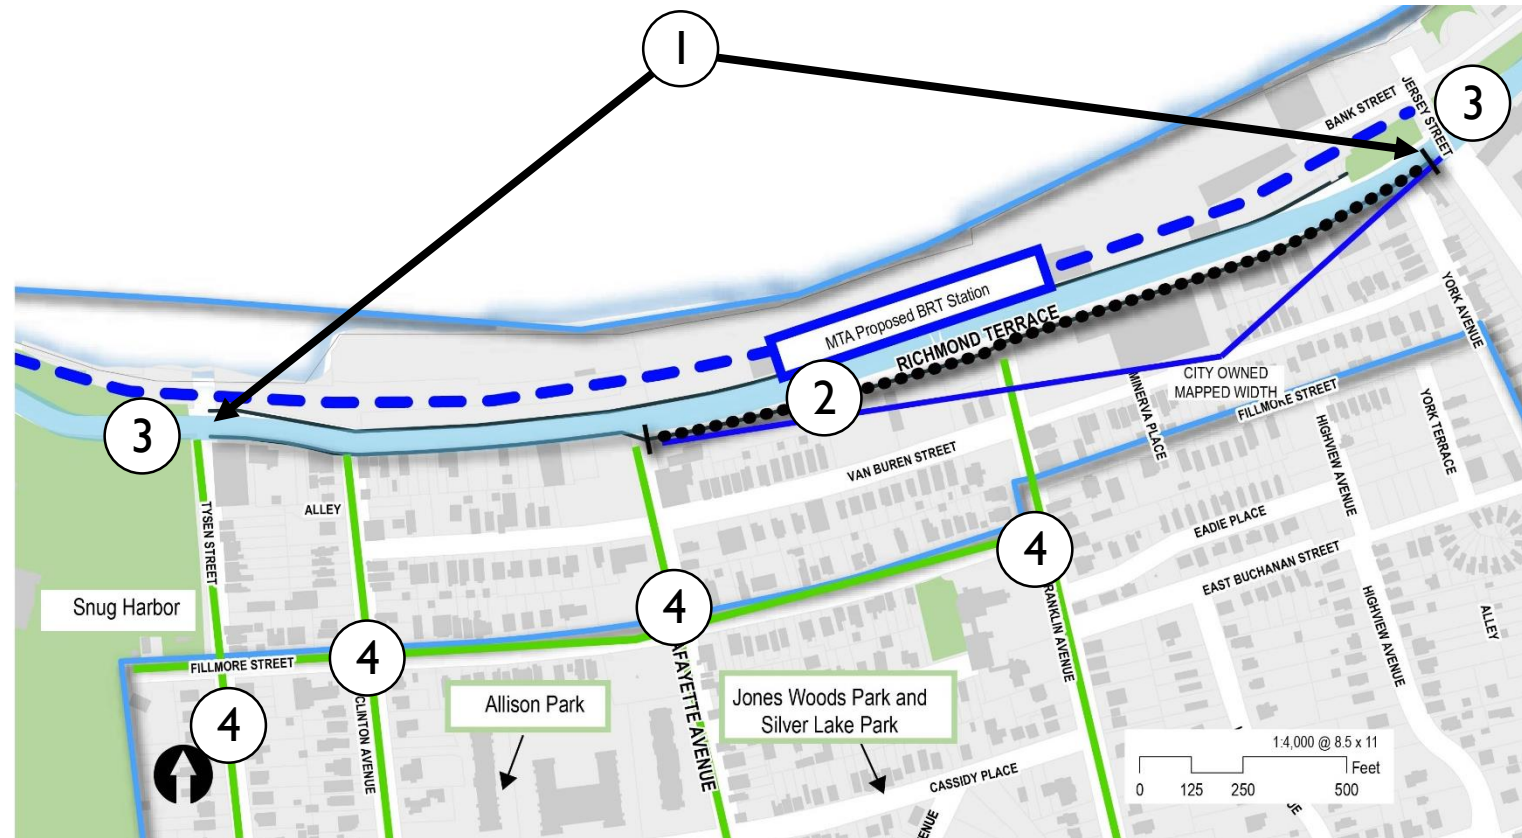 1
3
JERSEY STREET
BANK STREET
MTA Proposed BRT Station
RICHMOND TERRACE
YORK AVENUE
2
CITY OWNED
MAPPED WIDTH
MINERVA PLACE
FILLMORE STREET
3
YORK TERRACE
HIGHVIEW AVENUE
VAN BUREN STREET
ALLEY
TYSEN STREET
EADIE PLACE
4
EAST BUCHANAN STREET
Snug Harbor
4
RANKLIN AVENUE
HIGHVIEW AVENUE
ALLEY
4
FILLMORE STREET
AFAYETTE AVENUE
Allison Park
Jones Woods Park and
Silver Lake Park
CLINTON AVENUE
4
CASSIDY PLACE
1:4,000 @ 8.5 x 11
Feet
0 125 250 500
ENUE
UE